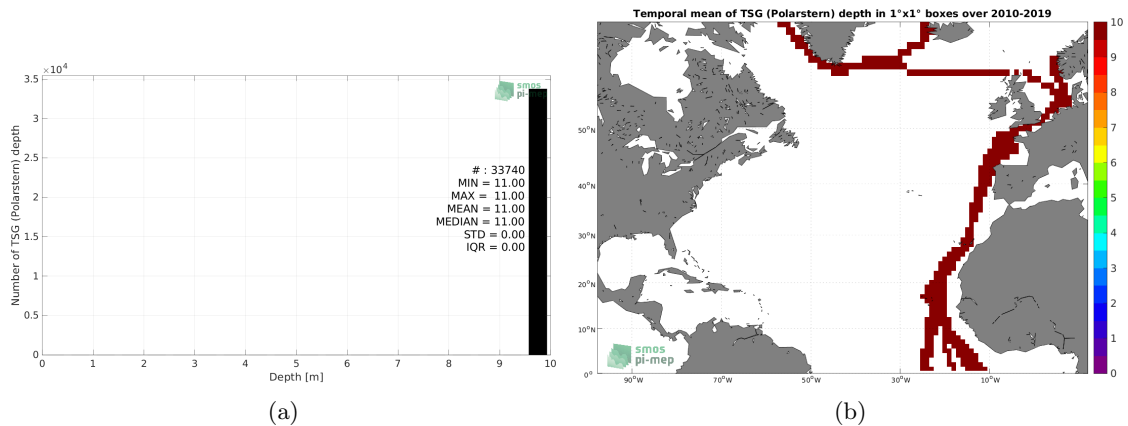 ×10⁴
3.5
3
2.5
2
1.5
1
0.5
0
0 1 2 3 4 5 6 7 8 9 10
Number of TSG (Polarstern) depth
Depth [m]
smos
pi-mep
# : 33740
MIN = 11.00
MAX = 11.00
MEAN = 11.00
MEDIAN = 11.00
STD = 0.00
IQR = 0.00
(a)
Temporal mean of TSG (Polarstern) depth in 1°x1° boxes over 2010-2019
50°N
40°N
30°N
20°N
10°N
0°
90°W 70°W 50°W 30°W 10°W
smos
pi-mep
10
9
8
7
6
5
4
3
2
1
0
(b)